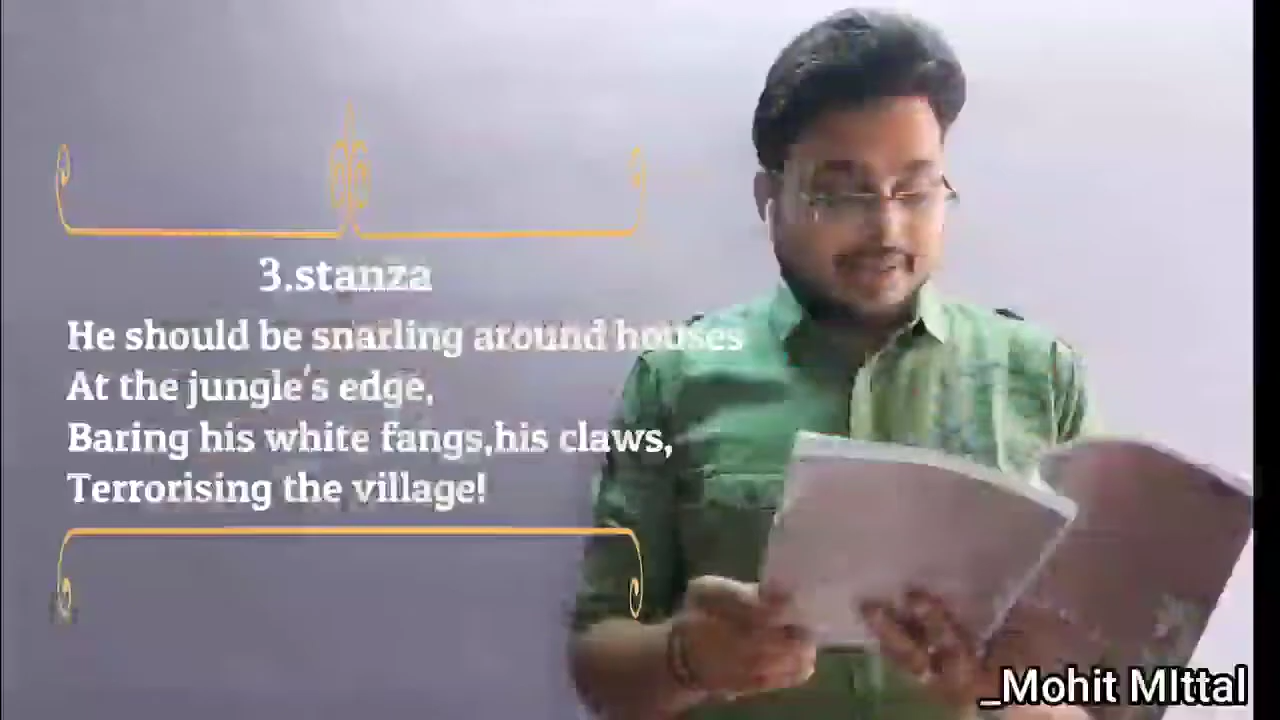 3.stanza
He should be snarling around houses
At the jungle's edge,
Baring his white fangs,his claws,
Terrorising the village!
_Mohit MIttal